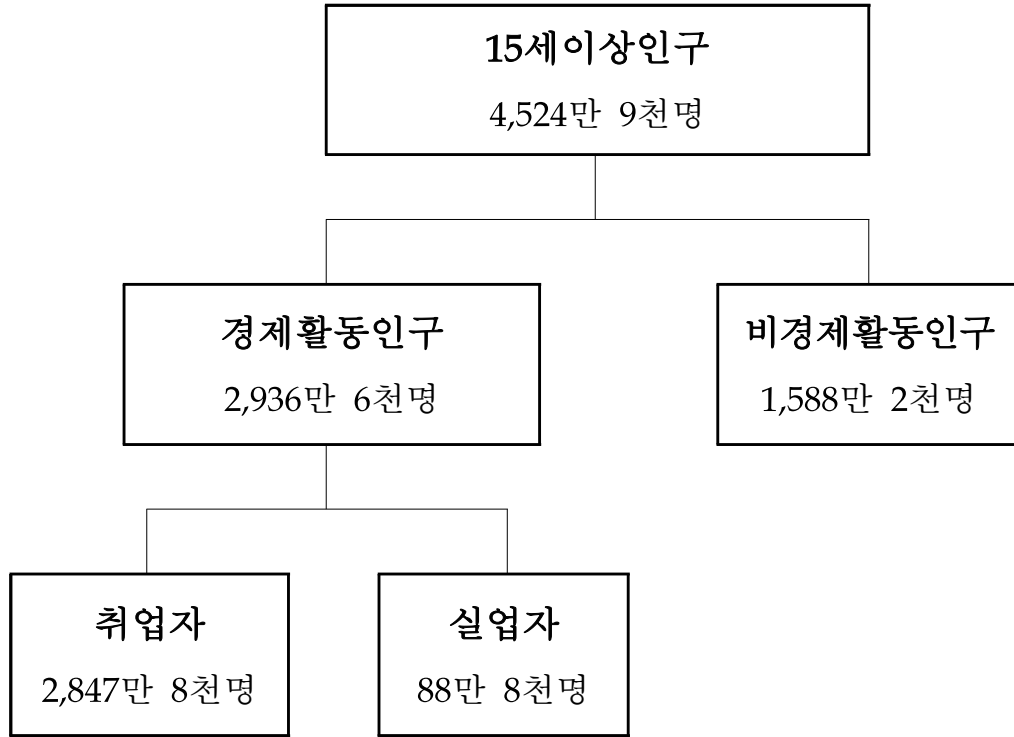 15세이상인구
4,524만 9천명
경제활동인구
2,936만 6천명
비경제활동인구
1,588만 2천명
취업자
2,847만 8천명
실업자
88만 8천명